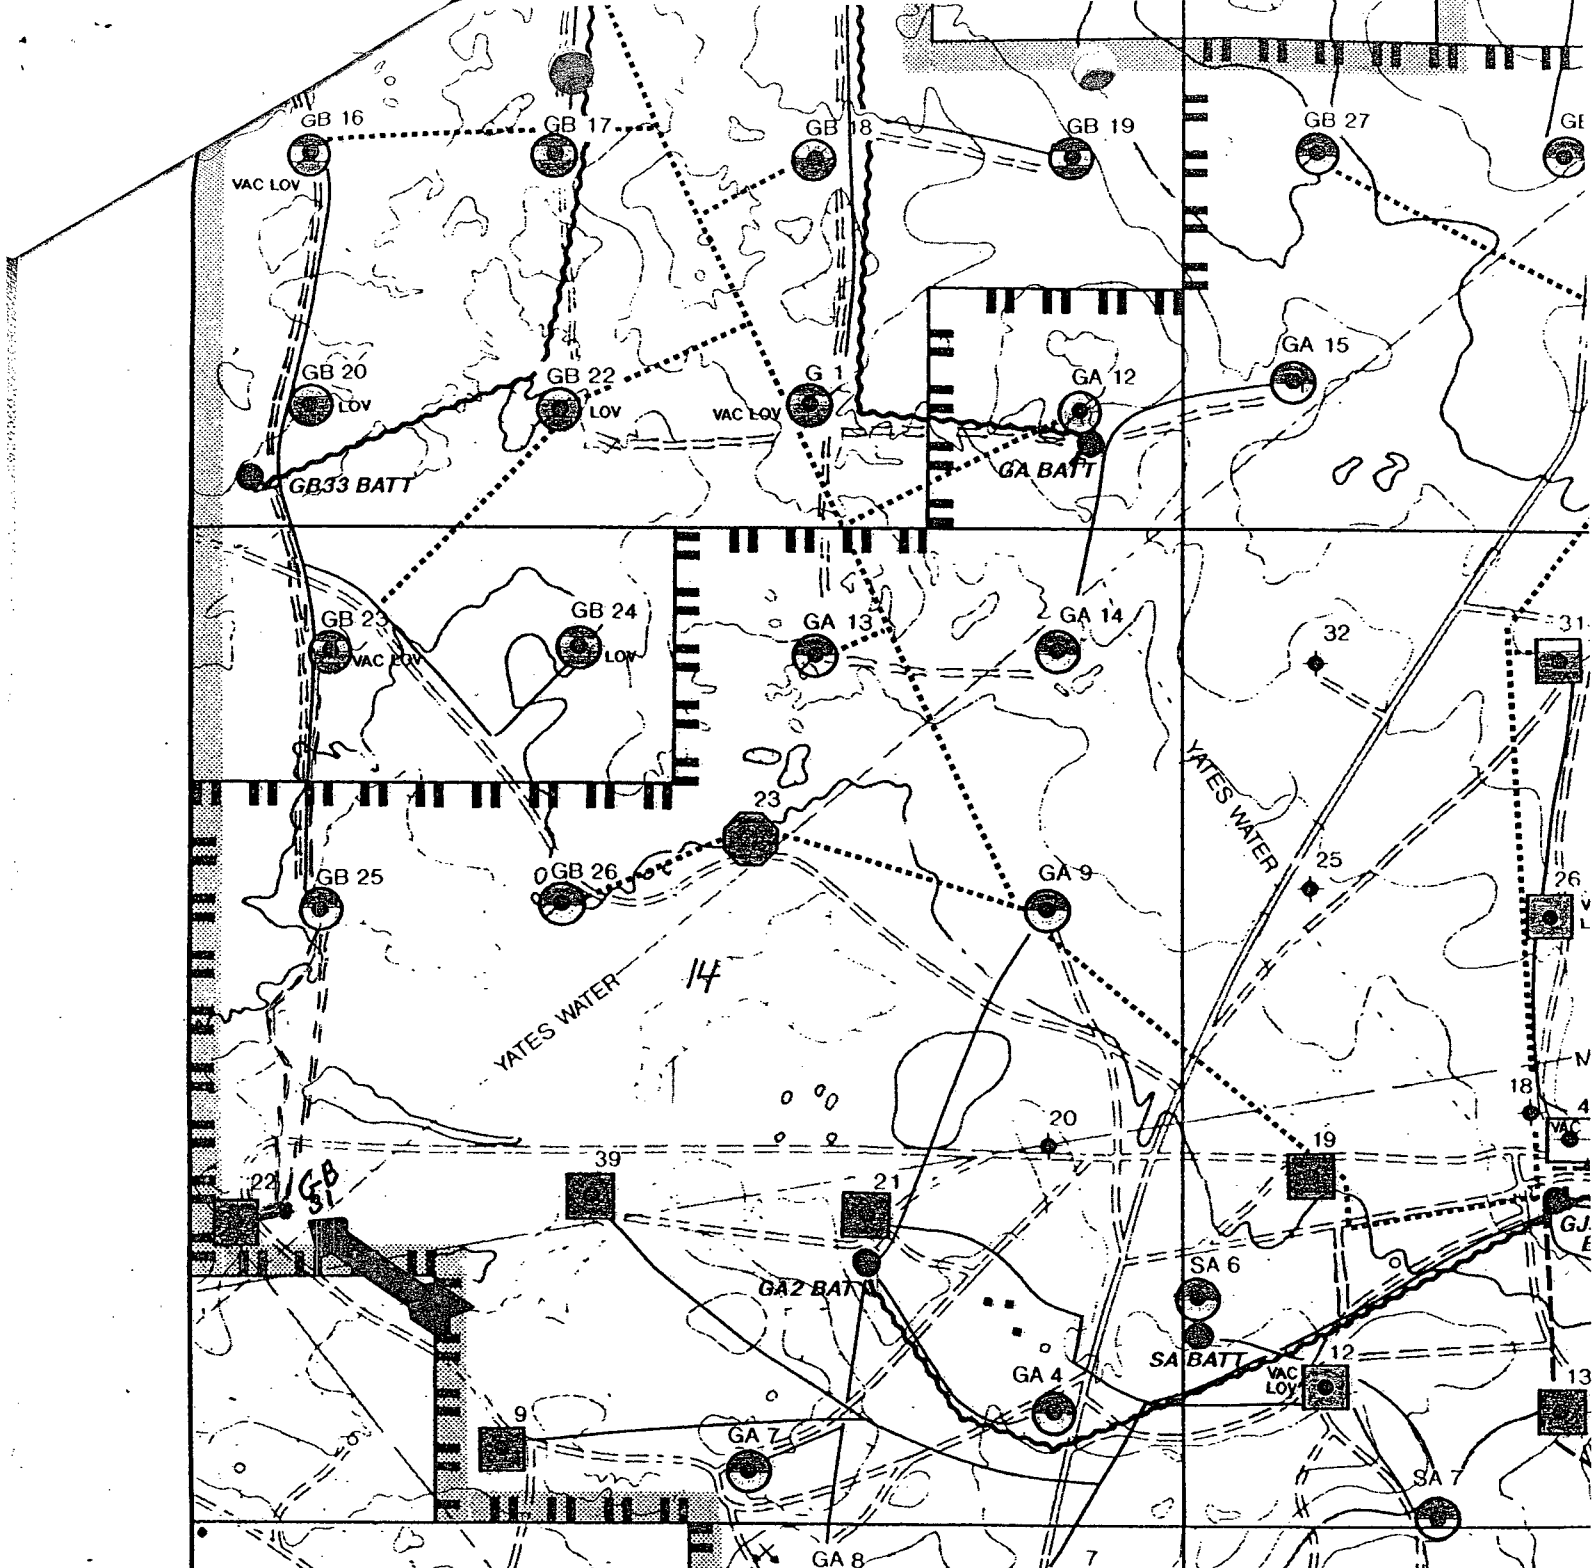 GB 16
GB 17
GB 18
GB 19
GB 27
VAC LOV
GB 20
LOV
GB 22
LOV
G 1
VAC LOV
GA 12
GA 15
GB33 BATT
GA BATT
GB 23
VAC LOV
GB 24
LOV
GA 13
GA 14
32
31
YATES WATER
23
GB 25
GB 26
GA 9
25
26
14
YATES WATER
18
20
19
VAC
22
GB
31
39
21
GA2 BATT
SA 6
SA BATT
12
VAC
LOV
13
GA 4
9
GA 7
SA 7
GA 8
7